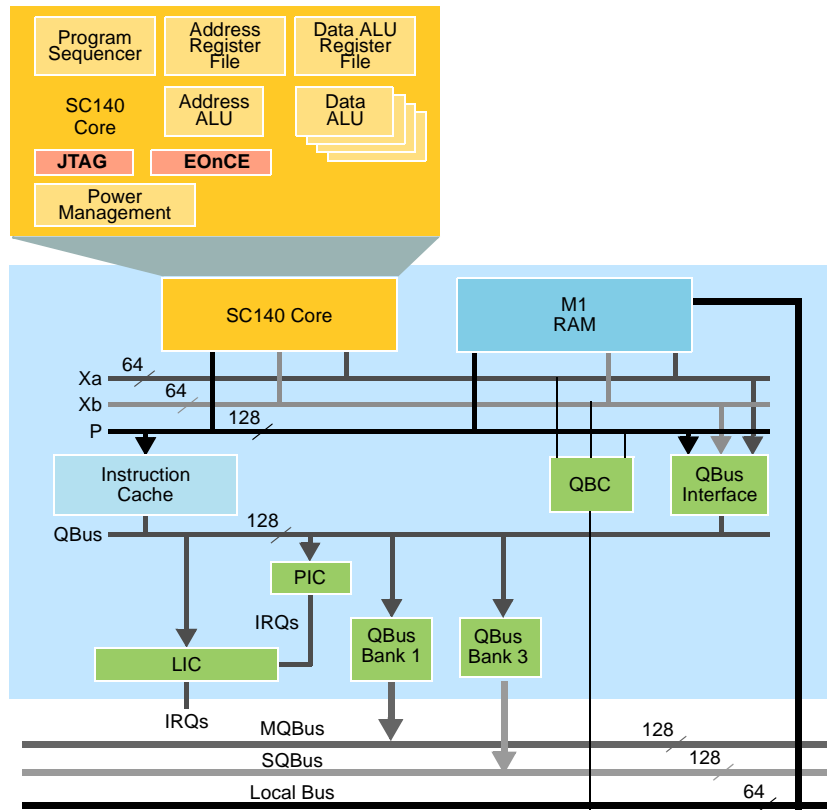 Program
Sequencer
Address
Register
File
Data ALU
Register
File
SC140
Core
Address
ALU
Data
ALU
JTAG
EOnCE
Power
Management
SC140 Core
M1
RAM
Xa
64
Xb
64
P
128
Instruction
Cache
QBC
QBus
Interface
QBus
128
PIC
IRQs
LIC
QBus
Bank 1
QBus
Bank 3
IRQs
MQBus
128
SQBus
128
Local Bus
64